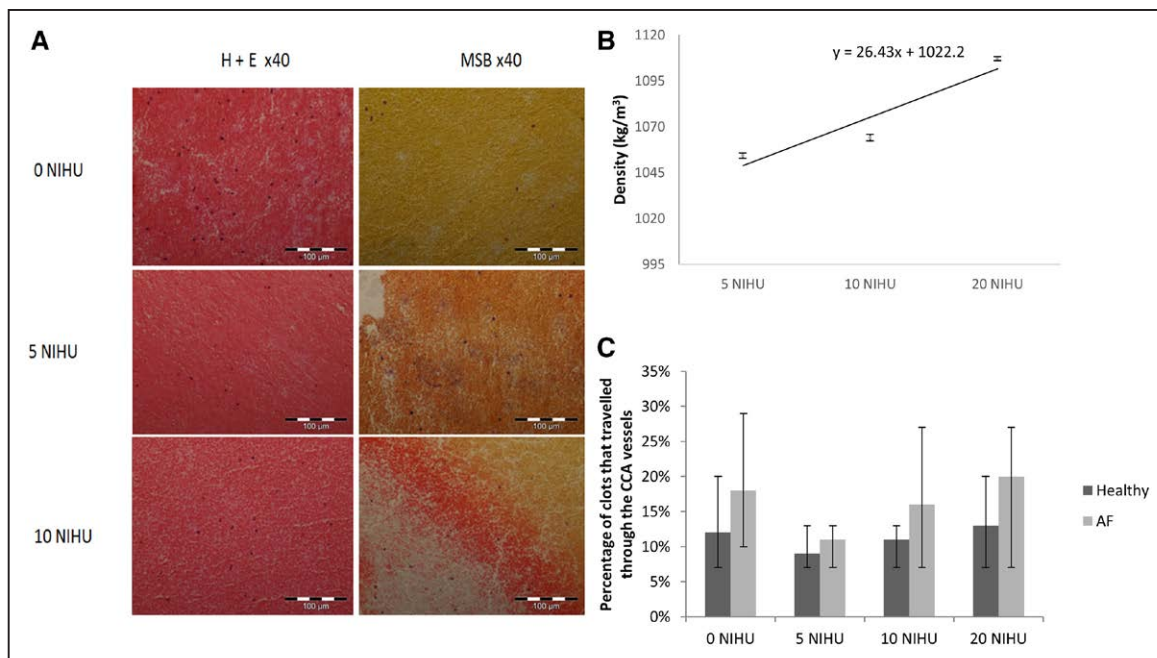 A
H + E x40
MSB x40
0 NIHU
100 µm
100 µm
5 NIHU
100 µm
100 µm
10 NIHU
100 µm
100 µm
B
y = 26.43x + 1022.2
Density (kg/m³)
1120
1095
1070
1045
1020
995
5 NIHU
10 NIHU
20 NIHU
C
Percentage of clots that travelled
through the CCA vessels
35%
30%
25%
20%
15%
10%
5%
0%
0 NIHU
5 NIHU
10 NIHU
20 NIHU
Healthy
AF